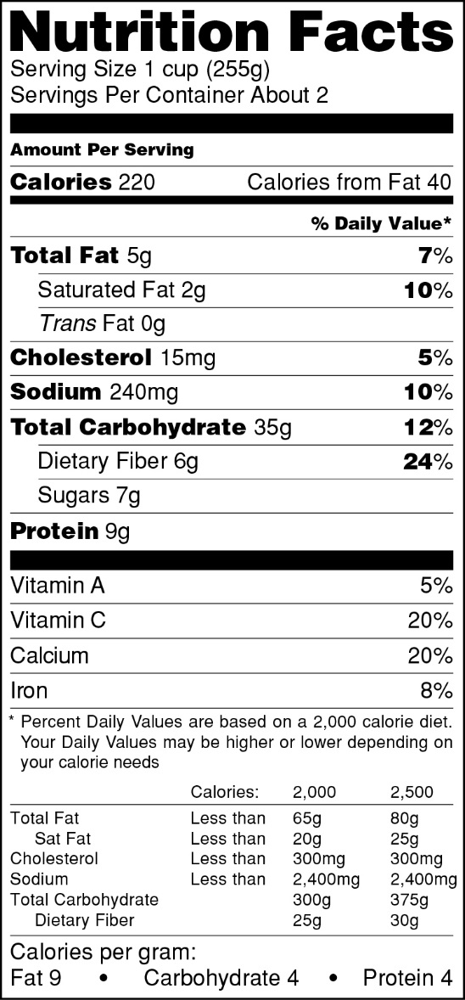 Nutrition Facts
Serving Size 1 cup (255g)
Servings Per Container About 2
Amount Per Serving
Calories 220 Calories from Fat 40
% Daily Value*
Total Fat 5g 7%
Saturated Fat 2g 10%
Trans Fat 0g
Cholesterol 15mg 5%
Sodium 240mg 10%
Total Carbohydrate 35g 12%
Dietary Fiber 6g 24%
Sugars 7g
Protein 9g
Vitamin A 5%
Vitamin C 20%
Calcium 20%
Iron 8%
* Percent Daily Values are based on a 2,000 calorie diet.
Your Daily Values may be higher or lower depending on
your calorie needs
Calories: 2,000 2,500
Total Fat Less than 65g 80g
Sat Fat Less than 20g 25g
Cholesterol Less than 300mg 300mg
Sodium Less than 2,400mg 2,400mg
Total Carbohydrate 300g 375g
Dietary Fiber 25g 30g
Calories per gram:
Fat 9 • Carbohydrate 4 • Protein 4